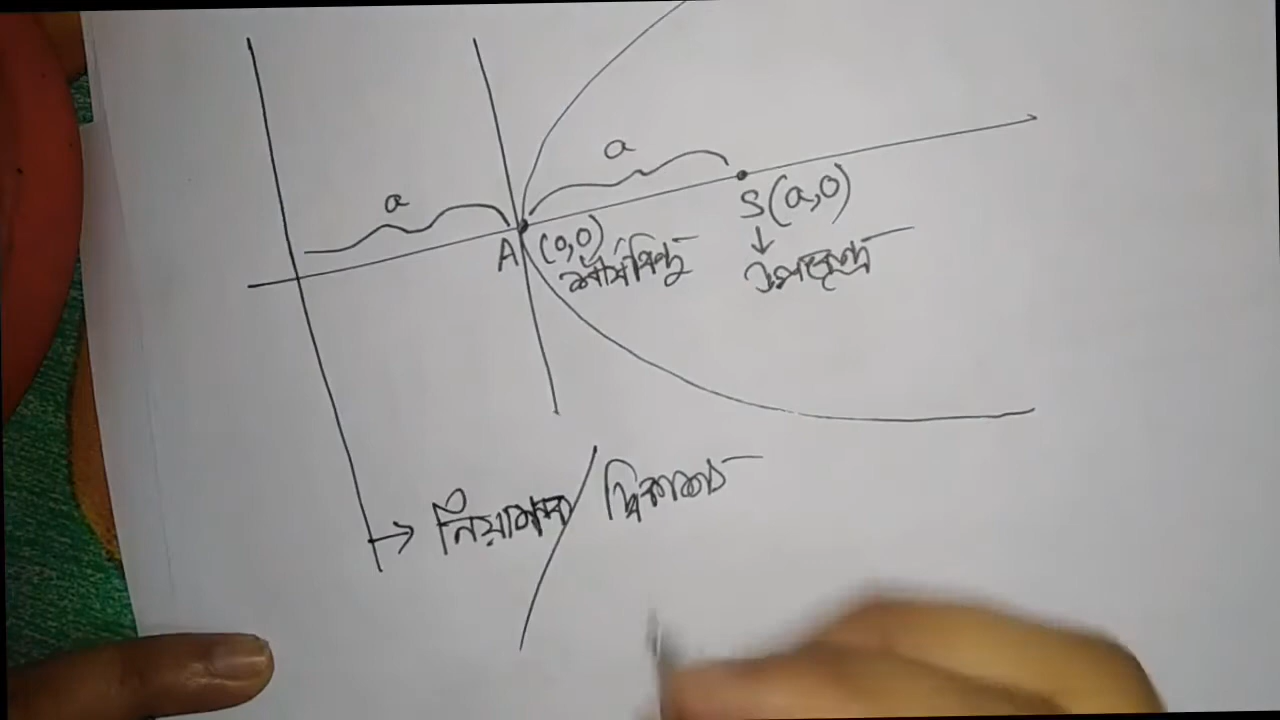 a
a
A
(0,0)
S(a,0)
শীর্ষবিন্দু
উপকেন্দ্র
নিয়ামক / দ্বিকাক্ষ